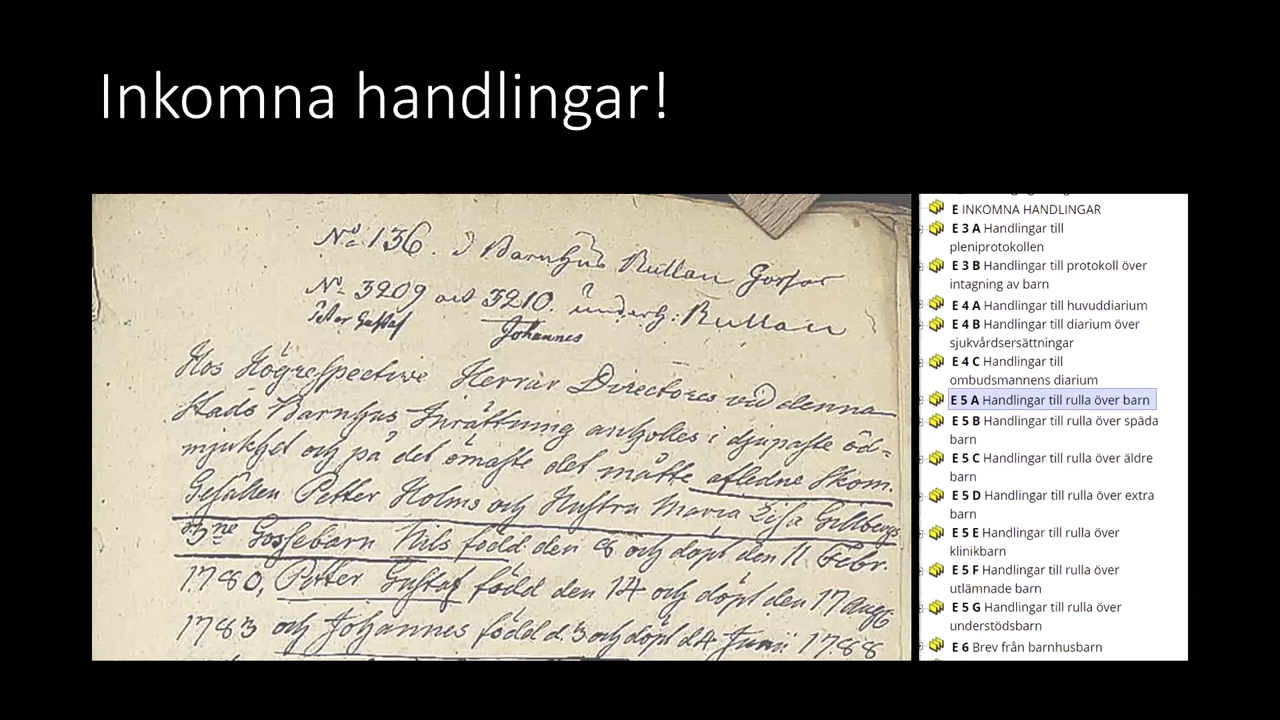 Inkomna handlingar!
No 136. i Barnhus Rullan
No 3209 och 3210. underh: Rullan
Petter Gustaf
Johannes
Hos Högrespective Herrar Directores vid denna
Stads Barnhus Inrättning anhålles i djupaste öd=
mjukhet och på det ömaste det måtte afledne Skom.
Gesällen Petter Holms och Hustru Maria Lisa Gillbergs
3ne Gossebarn Nils född den 8 och döpt den 11 Febr.
1780, Petter Gustaf född den 14 och döpt den 17 Aug.
1783 och Johannes född d. 3 och döpt d 4 Junii 1788
E INKOMNA HANDLINGAR
E 3 A Handlingar till
pleniprotokollen
E 3 B Handlingar till protokoll över
intagning av barn
E 4 A Handlingar till huvuddiarium
E 4 B Handlingar till diarium över
sjukvårdsersättningar
E 4 C Handlingar till
ombudsmannens diarium
E 5 A Handlingar till rulla över barn
E 5 B Handlingar till rulla över späda
barn
E 5 C Handlingar till rulla över äldre
barn
E 5 D Handlingar till rulla över extra
barn
E 5 E Handlingar till rulla över
klinikbarn
E 5 F Handlingar till rulla över
utlämnade barn
E 5 G Handlingar till rulla över
understödsbarn
E 6 Brev från barnhusbarn